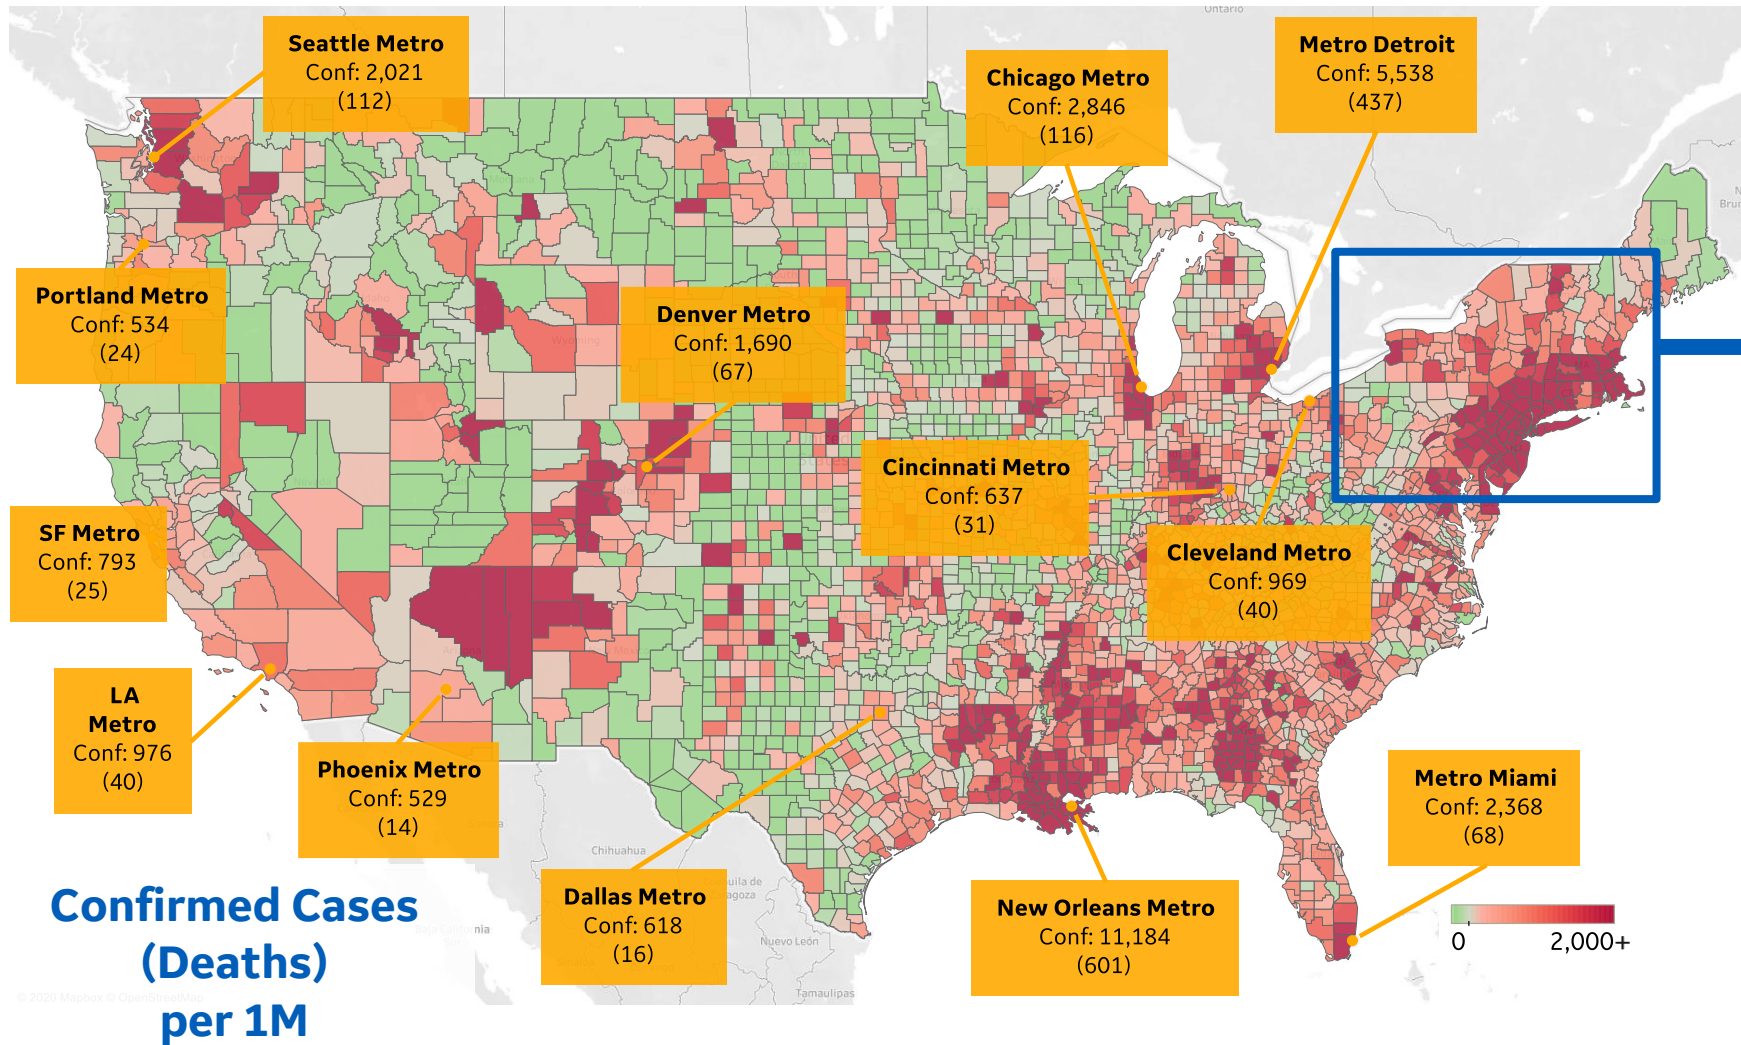 Ontario
Seattle Metro
Conf: 2,021
(112)
Chicago Metro
Conf: 2,846
(116)
Metro Detroit
Conf: 5,538
(437)
Portland Metro
Conf: 534
(24)
Denver Metro
Conf: 1,690
(67)
Cincinnati Metro
Conf: 637
(31)
SF Metro
Conf: 793
(25)
Cleveland Metro
Conf: 969
(40)
LA
Metro
Conf: 976
(40)
Phoenix Metro
Conf: 529
(14)
Metro Miami
Conf: 2,368
(68)
Chihuahua
Dallas Metro
Conf: 618
(16)
New Orleans Metro
Conf: 11,184
(601)
0
2,000+
Nuevo León
Tamaulipas
Confirmed Cases
(Deaths)
per 1M
© 2020 Mapbox © OpenStreetMap